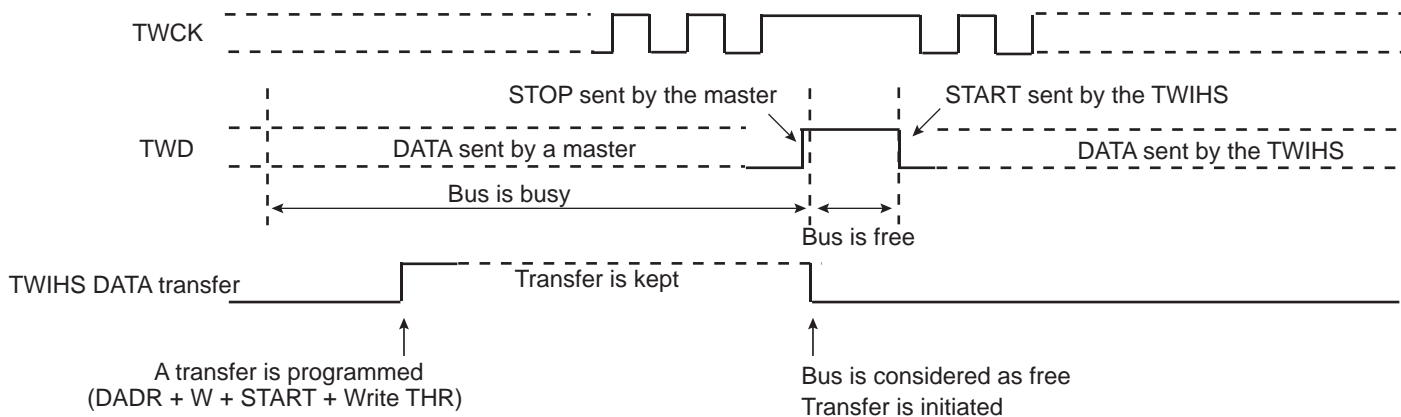 TWCK
STOP sent by the master
START sent by the TWIHS
TWD
DATA sent by a master
DATA sent by the TWIHS
Bus is busy
Bus is free
TWIHS DATA transfer
Transfer is kept
A transfer is programmed
(DADR + W + START + Write THR)
Bus is considered as free
Transfer is initiated